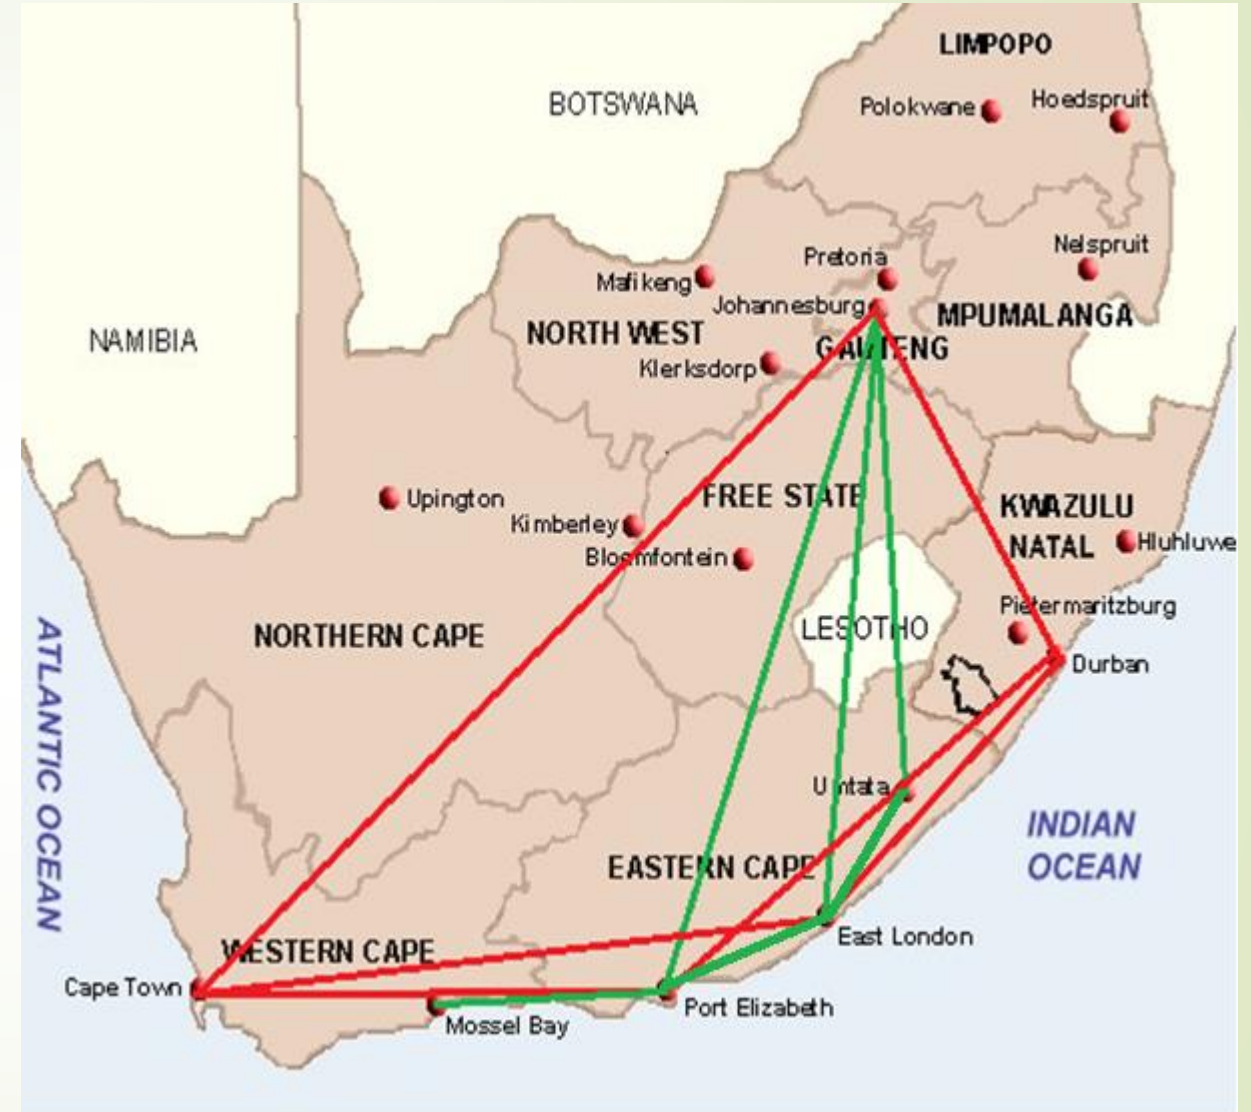 LIMPOPO
BOTSWANA
Polokwane
Hoedspruit
Pretoria
Nelspruit
Mafikeng
Johannesburg
MPUMALANGA
NAMIBIA
NORTH WEST
GAUTENG
Klerksdorp
Upington
FREE STATE
KWAZULU
NATAL
Kimberley
Hluhluwe
Bloemfontein
Pietermaritzburg
LESOTHO
NORTHERN CAPE
Durban
ATLANTIC OCEAN
Umtata
INDIAN
OCEAN
EASTERN CAPE
East London
WESTERN CAPE
Cape Town
Port Elizabeth
Mossel Bay